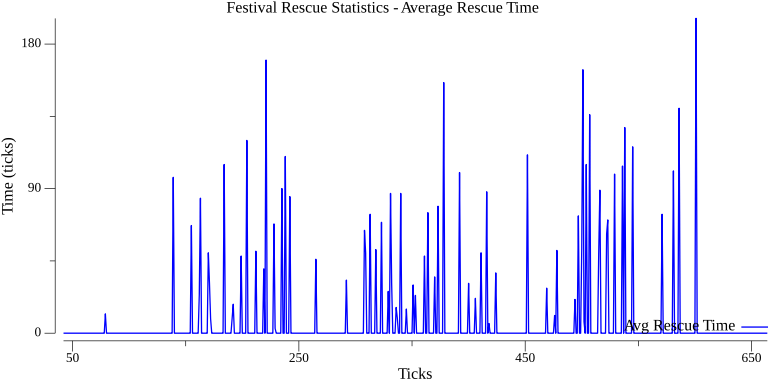 Festival Rescue Statistics - Average Rescue Time
180
90
0
Time (ticks)
Avg Rescue Time
50
250
450
650
Ticks